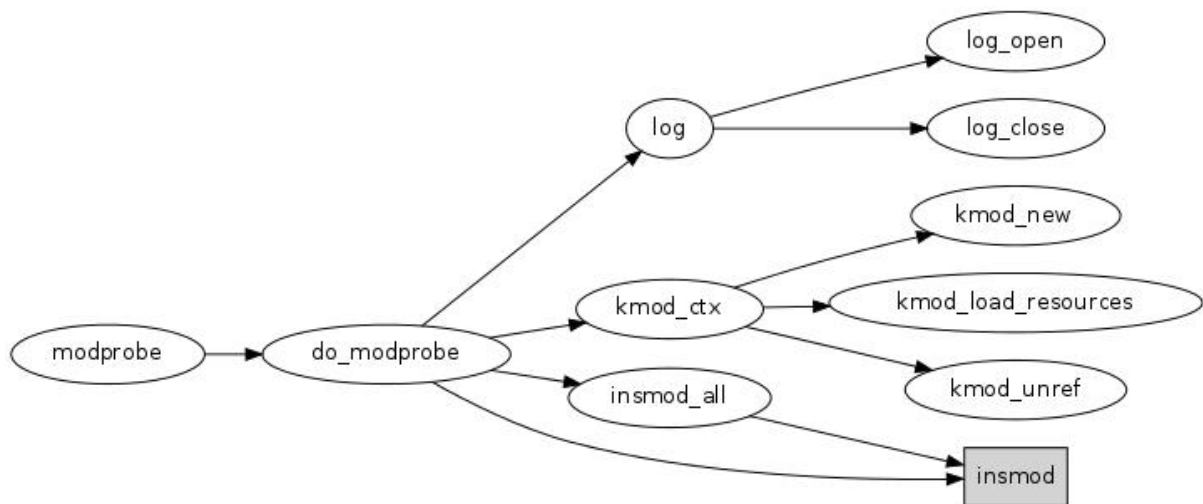 log_open
log
log_close
kmod_new
kmod_ctx
kmod_load_resources
modprobe
do_modprobe
insmod_all
kmod_unref
insmod